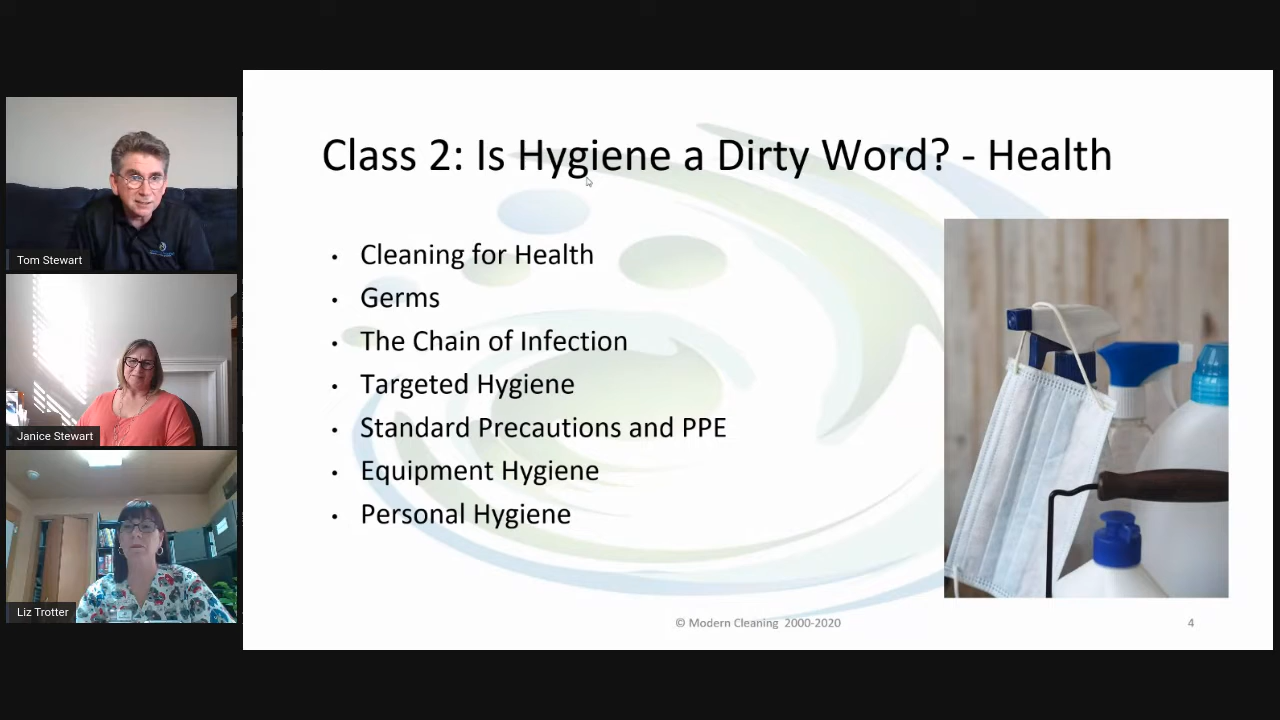 Class 2: Is Hygiene a Dirty Word? - Health
• Cleaning for Health
• Germs
• The Chain of Infection
• Targeted Hygiene
• Standard Precautions and PPE
• Equipment Hygiene
• Personal Hygiene
© Modern Cleaning 2000-2020
4
Tom Stewart
Janice Stewart
Liz Trotter